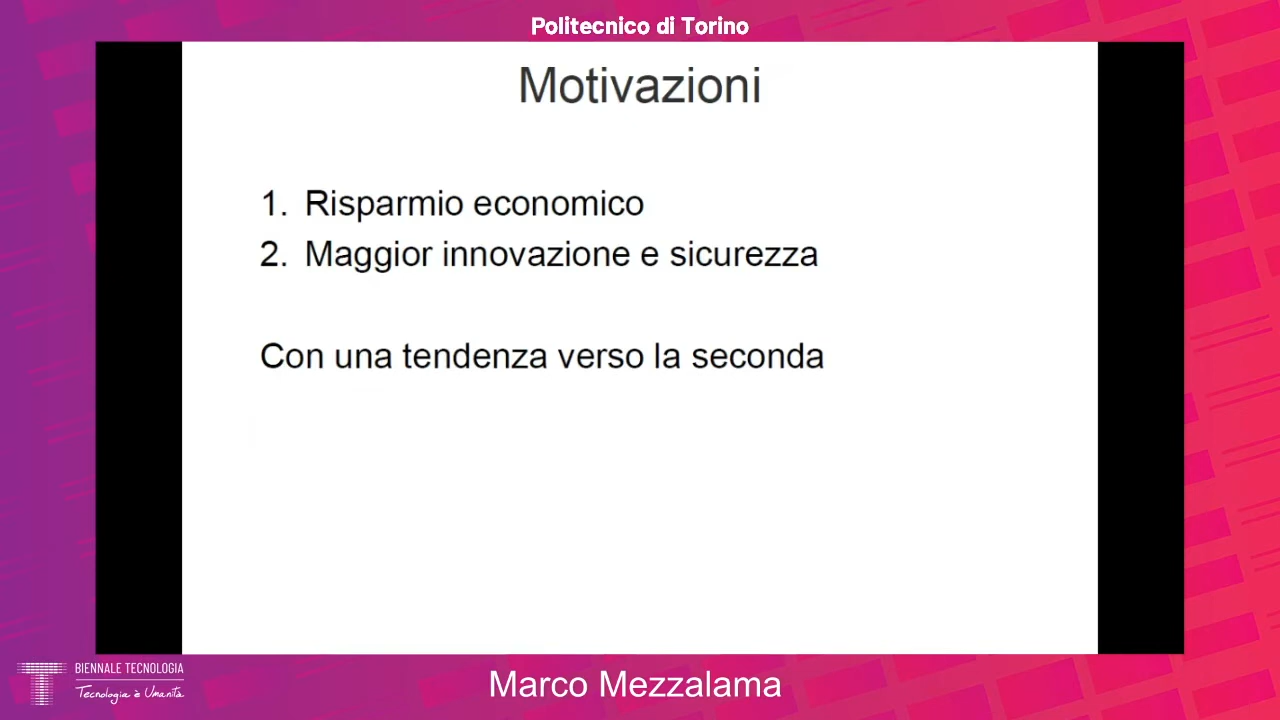 Politecnico di Torino
Motivazioni
1. Risparmio economico
2. Maggior innovazione e sicurezza
Con una tendenza verso la seconda
BIENNALE TECNOLOGIA
Tecnologia è Umanità
Marco Mezzalama